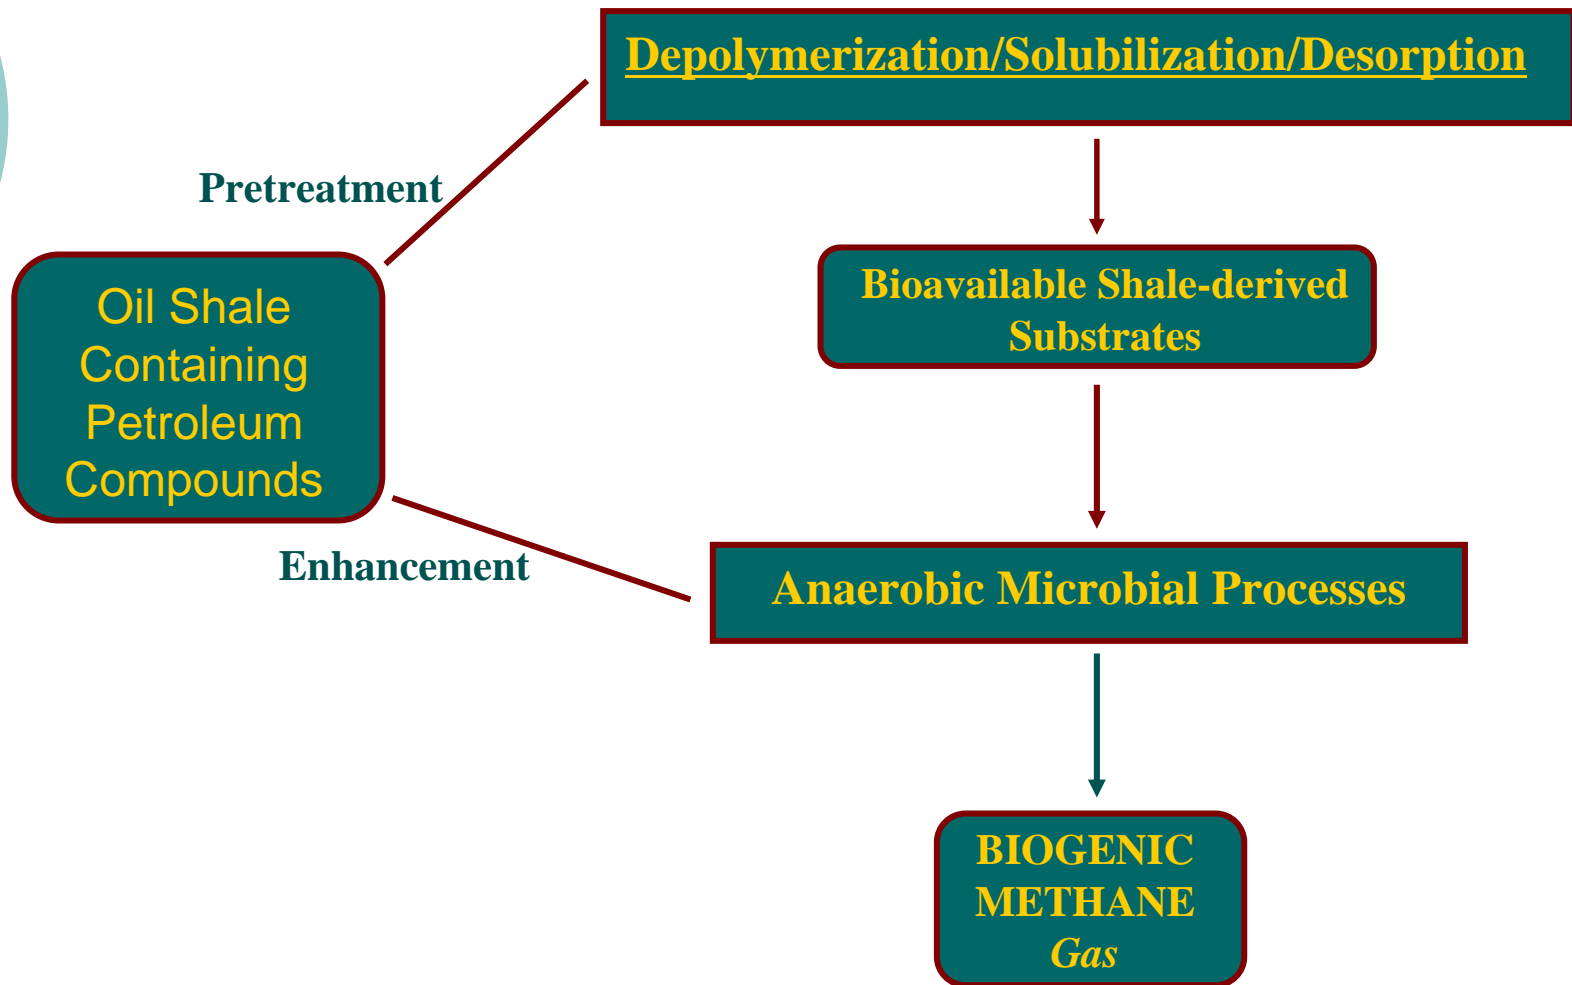 Depolymerization/Solubilization/Desorption
Pretreatment
Oil Shale
Containing
Petroleum
Compounds
Bioavailable Shale-derived
Substrates
Enhancement
Anaerobic Microbial Processes
BIOGENIC
METHANE
Gas